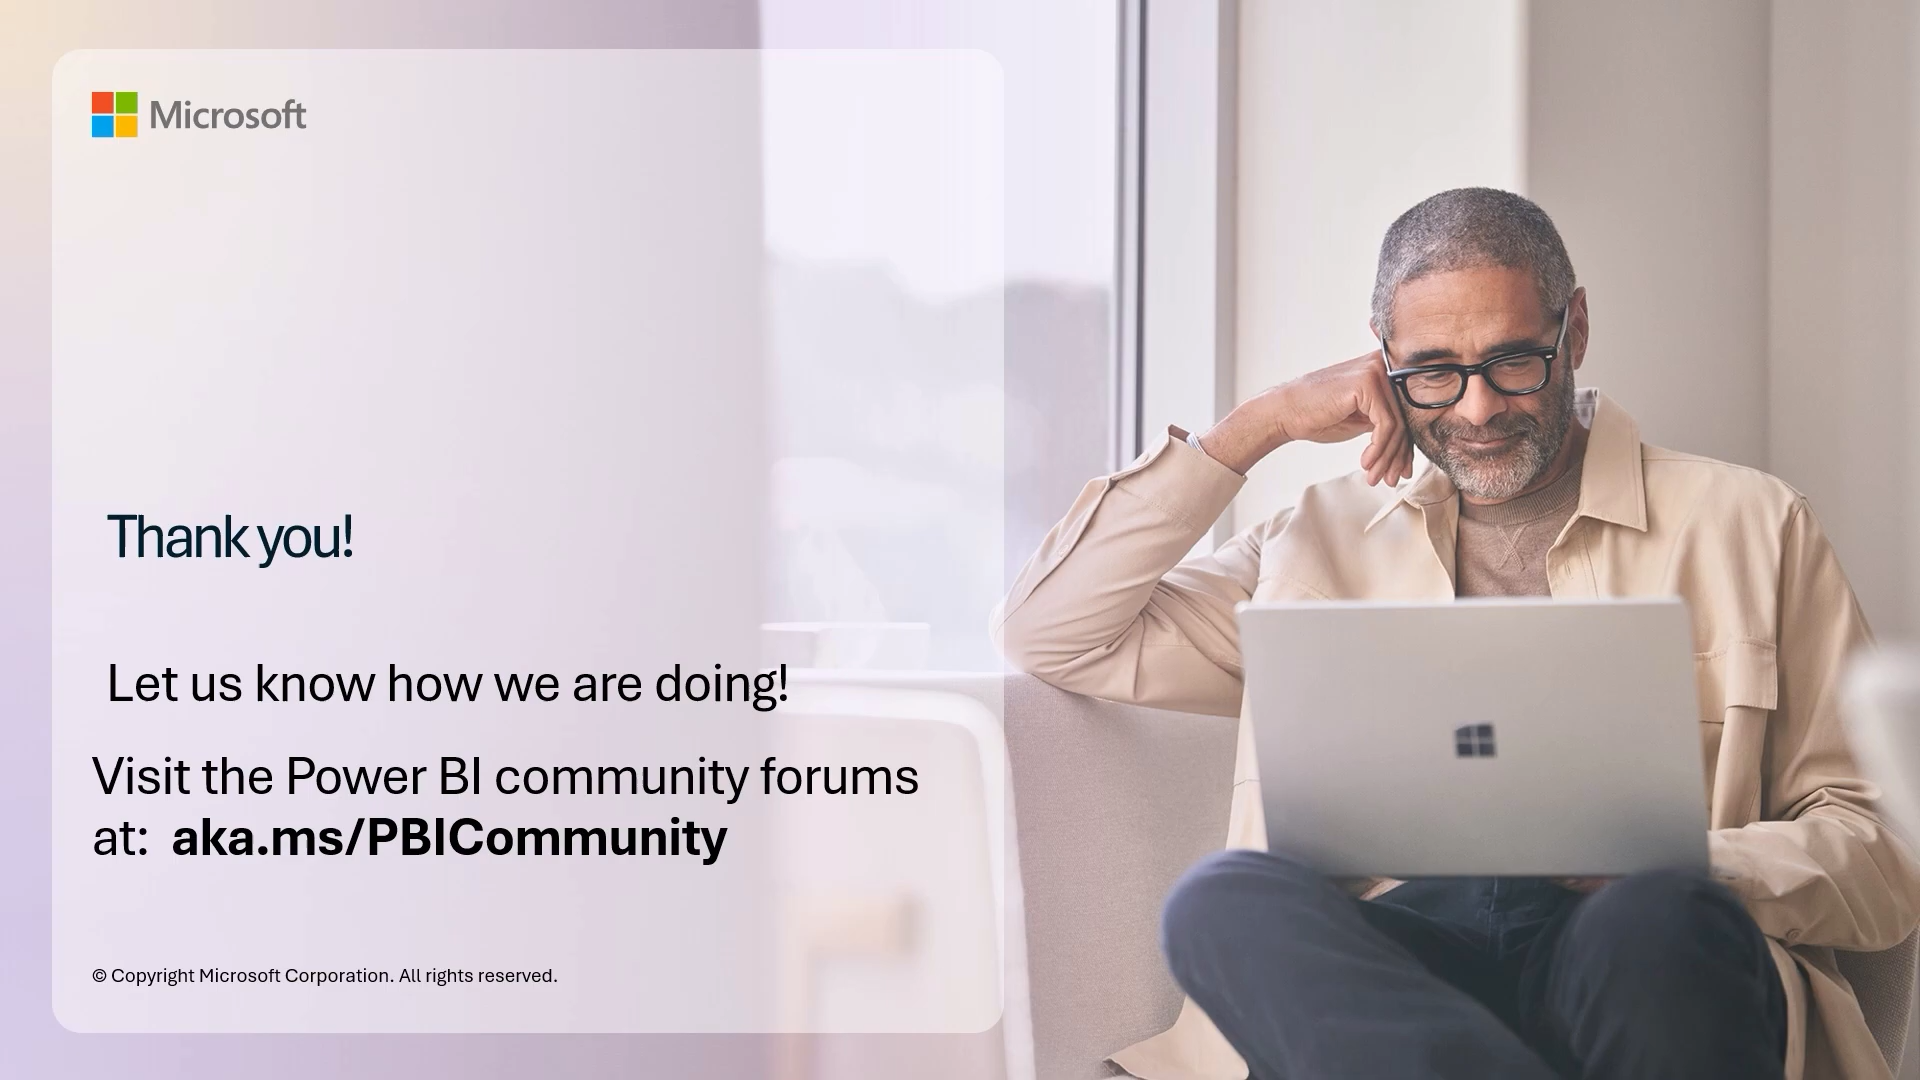 Microsoft
Thank you!
Let us know how we are doing!
Visit the Power BI community forums
at: aka.ms/PBICommunity
© Copyright Microsoft Corporation. All rights reserved.